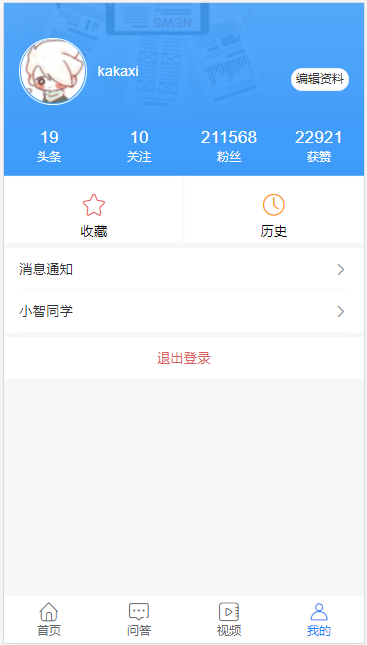 NEWS
kakaxi
编辑资料
19 10 211568 22921
头条 关注 粉丝 获赞
收藏 历史
消息通知
小智同学
退出登录
首页 问答 视频 我的